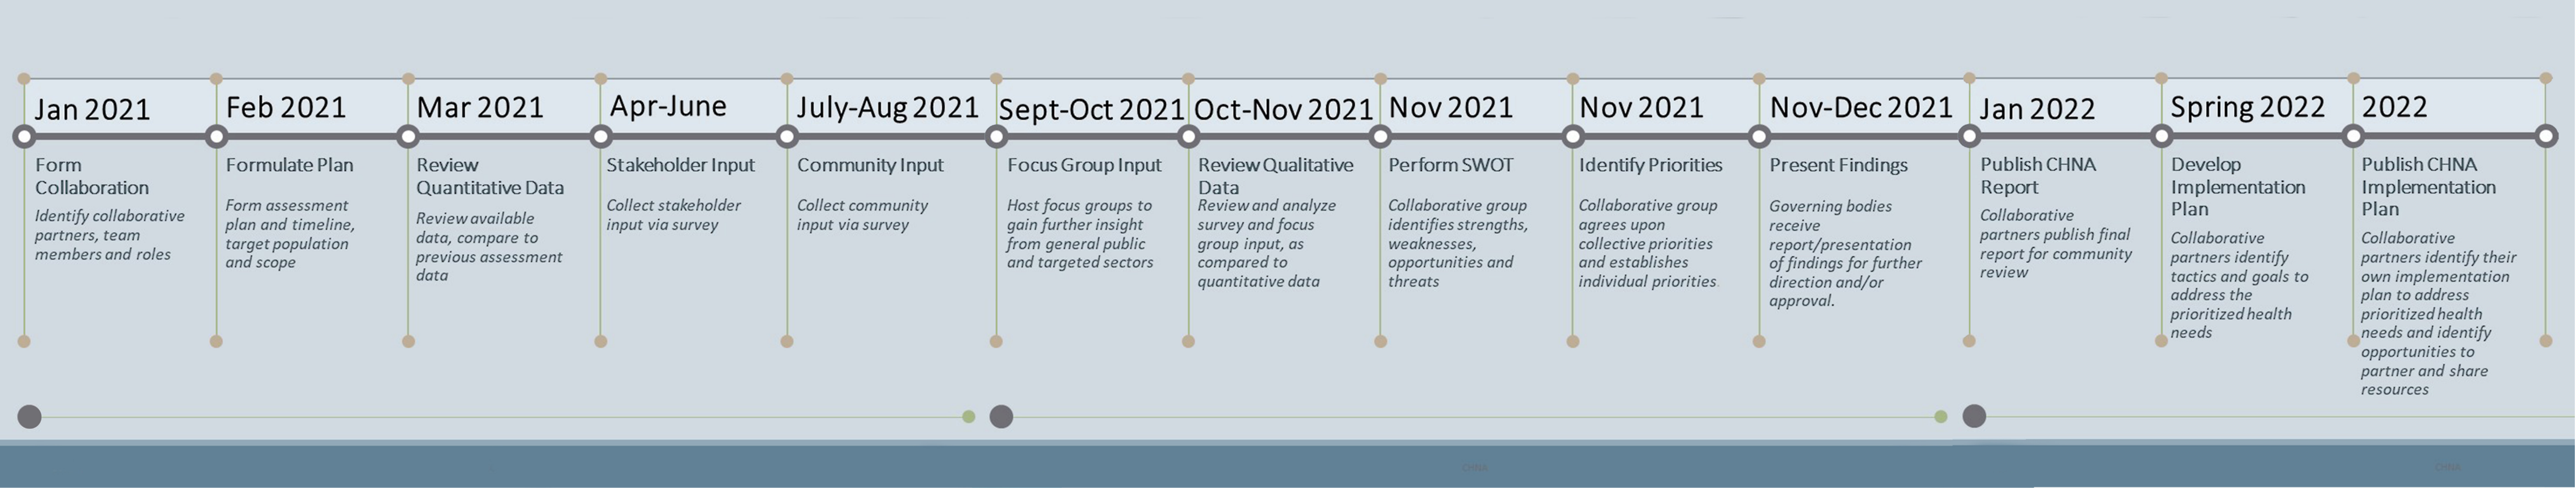 Jan 2021
Form
Collaboration
Identify collaborative
partners, team
members and roles
Feb 2021
Formulate Plan
Form assessment
plan and timeline,
target population
and scope
Mar 2021
Review
Quantitative Data
Review available
data, compare to
previous assessment
data
Apr-June
Stakeholder Input
Collect stakeholder
input via survey
July-Aug 2021
Community Input
Collect community
input via survey
Sept-Oct 2021
Focus Group Input
Host focus groups to
gain further insight
from general public
and targeted sectors
Oct-Nov 2021
Review Qualitative
Data
Review and analyze
survey and focus
group input, as
compared to
quantitative data
Nov 2021
Perform SWOT
Collaborative group
identifies strengths,
weaknesses,
opportunities and
threats
Nov 2021
Identify Priorities
Collaborative group
agrees upon
collective priorities
and establishes
individual priorities.
Nov-Dec 2021
Present Findings
Governing bodies
receive
report/presentation
of findings for further
direction and/or
approval.
Jan 2022
Publish CHNA
Report
Collaborative
partners publish final
report for community
review
Spring 2022
Develop
Implementation
Plan
Collaborative
partners identify
tactics and goals to
address the
prioritized health
needs
2022
Publish CHNA
Implementation
Plan
Collaborative
partners identify their
own implementation
plan to address
prioritized health
needs and identify
opportunities to
partner and share
resources
CHNA
CHNA